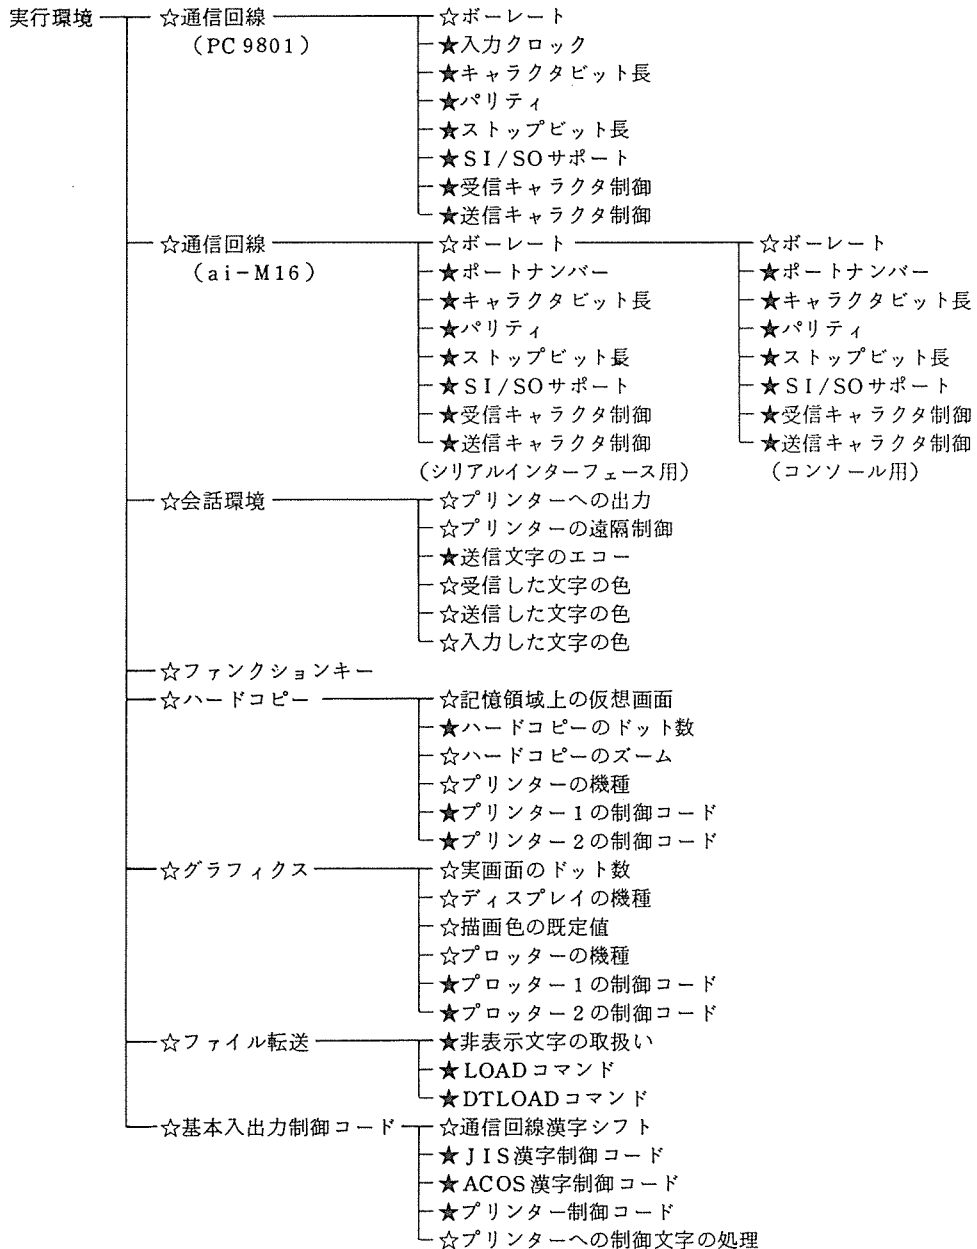 実行環境 ☆通信回線 ☆ボーレート
(PC 9801) ★入力クロック
★キャラクタビット長
★パリティ
★ストップビット長
★SI/SOサポート
★受信キャラクタ制御
★送信キャラクタ制御
☆通信回線 ☆ボーレート ☆ボーレート
(ai-M16) ★ポートナンバー ★ポートナンバー
★キャラクタビット長 ★キャラクタビット長
★パリティ ★パリティ
★ストップビット長 ★ストップビット長
★SI/SOサポート ★SI/SOサポート
★受信キャラクタ制御 ★受信キャラクタ制御
★送信キャラクタ制御 ★送信キャラクタ制御
(シリアルインターフェース用) (コンソール用)
☆会話環境 ☆プリンターへの出力
☆プリンターの遠隔制御
★送信文字のエコー
☆受信した文字の色
☆送信した文字の色
☆入力した文字の色
☆ファンクションキー
☆ハードコピー ☆記憶領域上の仮想画面
★ハードコピーのドット数
☆ハードコピーのズーム
☆プリンターの機種
★プリンター1の制御コード
★プリンター2の制御コード
☆グラフィクス ☆実画面のドット数
☆ディスプレイの機種
☆描画色の既定値
☆プロッターの機種
★プロッター1の制御コード
★プロッター2の制御コード
☆ファイル転送 ★非表示文字の取扱い
★LOADコマンド
★DTLOADコマンド
☆基本入出力制御コード ☆通信回線漢字シフト
★JIS漢字制御コード
★ACOS漢字制御コード
★プリンター制御コード
☆プリンターへの制御文字の処理